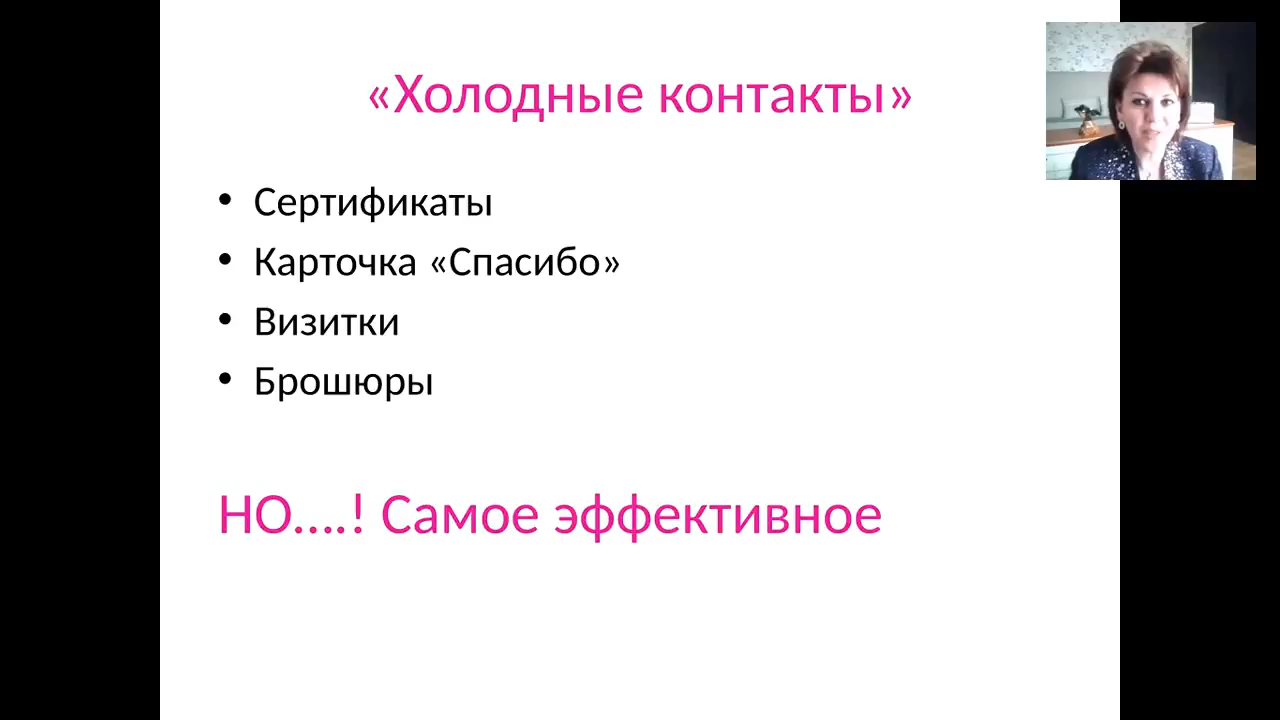 «Холодные контакты»
• Сертификаты
• Карточка «Спасибо»
• Визитки
• Брошюры
НО....! Самое эффективное